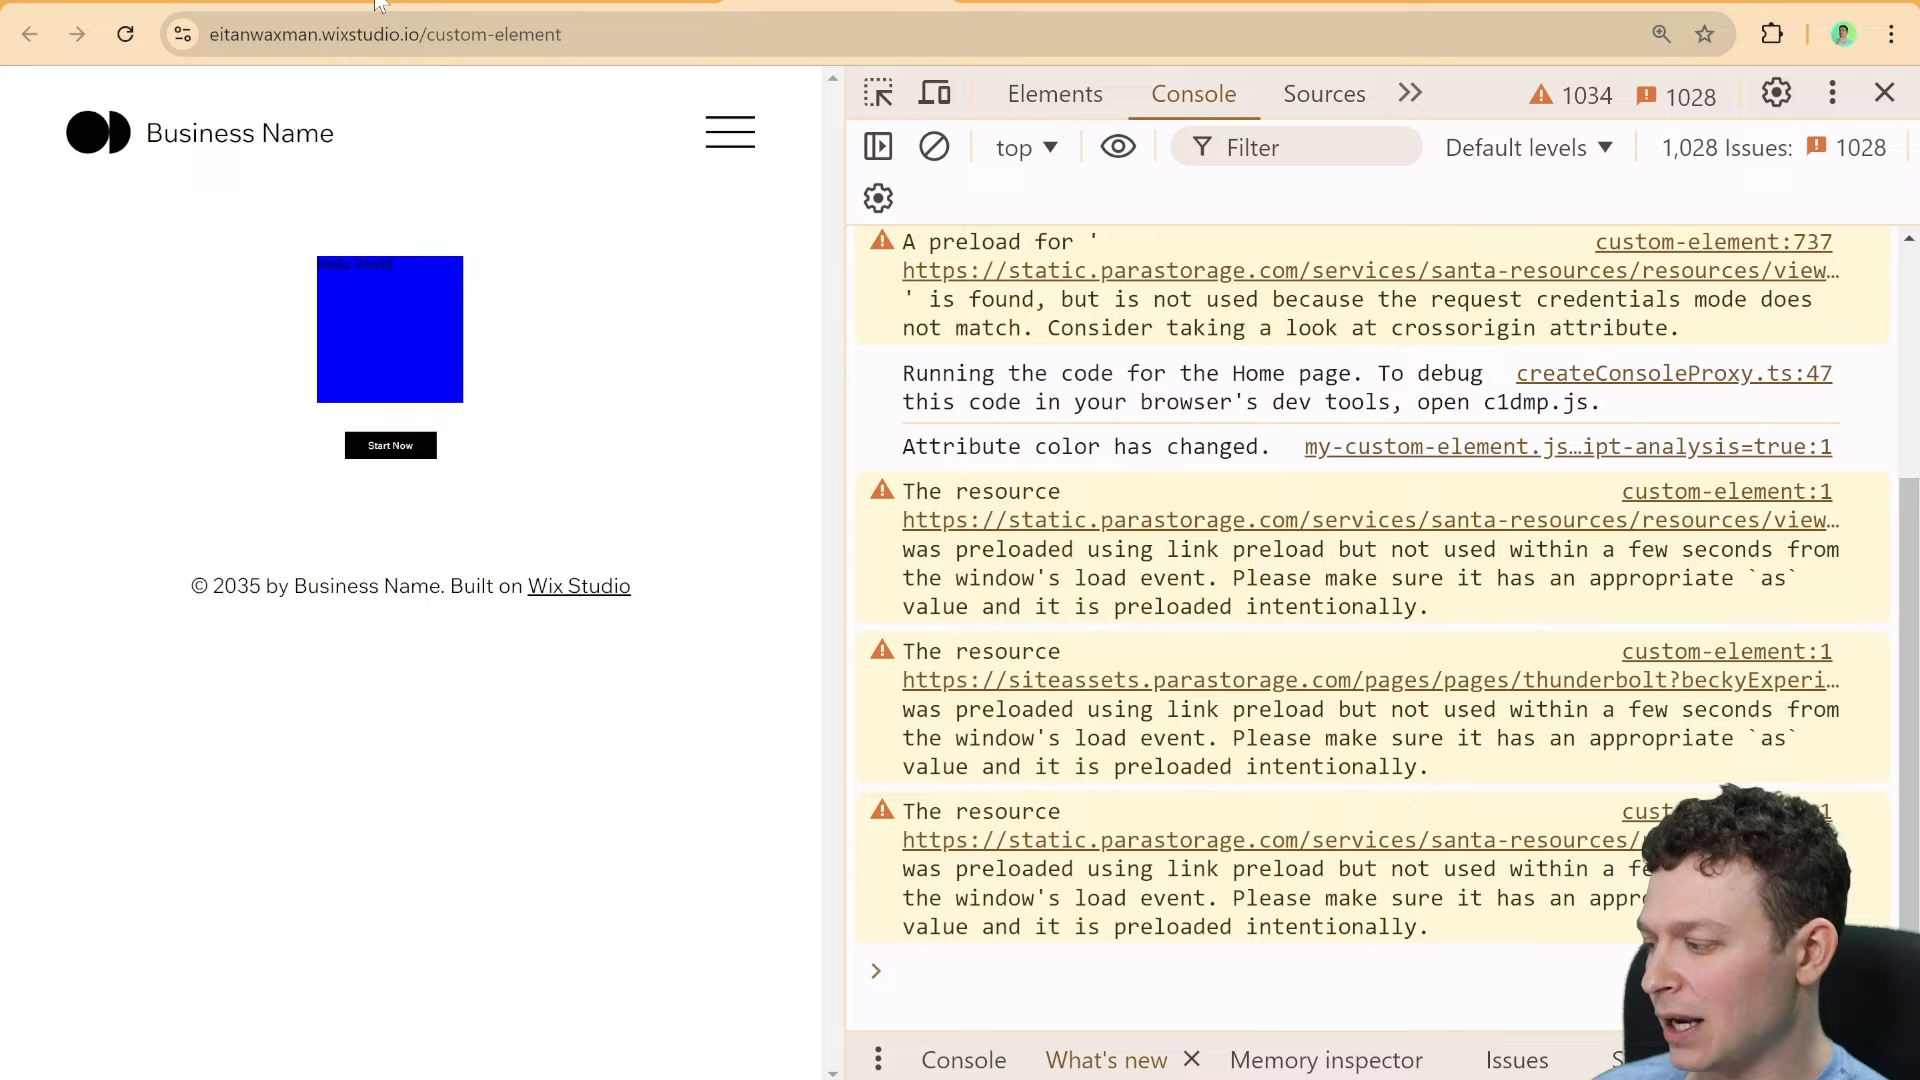 eitanwaxman.wixstudio.io/custom-element
Business Name
Hello World
Start Now
© 2035 by Business Name. Built on Wix Studio
Elements
Console
Sources
1034
1028
top
Filter
Default levels
1,028 Issues:
1028
A preload for '
custom-element:737
https://static.parastorage.com/services/santa-resources/resources/view…
' is found, but is not used because the request credentials mode does
not match. Consider taking a look at crossorigin attribute.
Running the code for the Home page. To debug
createConsoleProxy.ts:47
this code in your browser's dev tools, open c1dmp.js.
Attribute color has changed.
my-custom-element.js…ipt-analysis=true:1
The resource
custom-element:1
https://static.parastorage.com/services/santa-resources/resources/view…
was preloaded using link preload but not used within a few seconds from
the window's load event. Please make sure it has an appropriate `as`
value and it is preloaded intentionally.
The resource
custom-element:1
https://siteassets.parastorage.com/pages/pages/thunderbolt?beckyExperi…
was preloaded using link preload but not used within a few seconds from
the window's load event. Please make sure it has an appropriate `as`
value and it is preloaded intentionally.
The resource
https://static.parastorage.com/services/santa-resources/
was preloaded using link preload but not used within a
the window's load event. Please make sure it has an
value and it is preloaded intentionally.
Console
What's new
Memory inspector
Issues